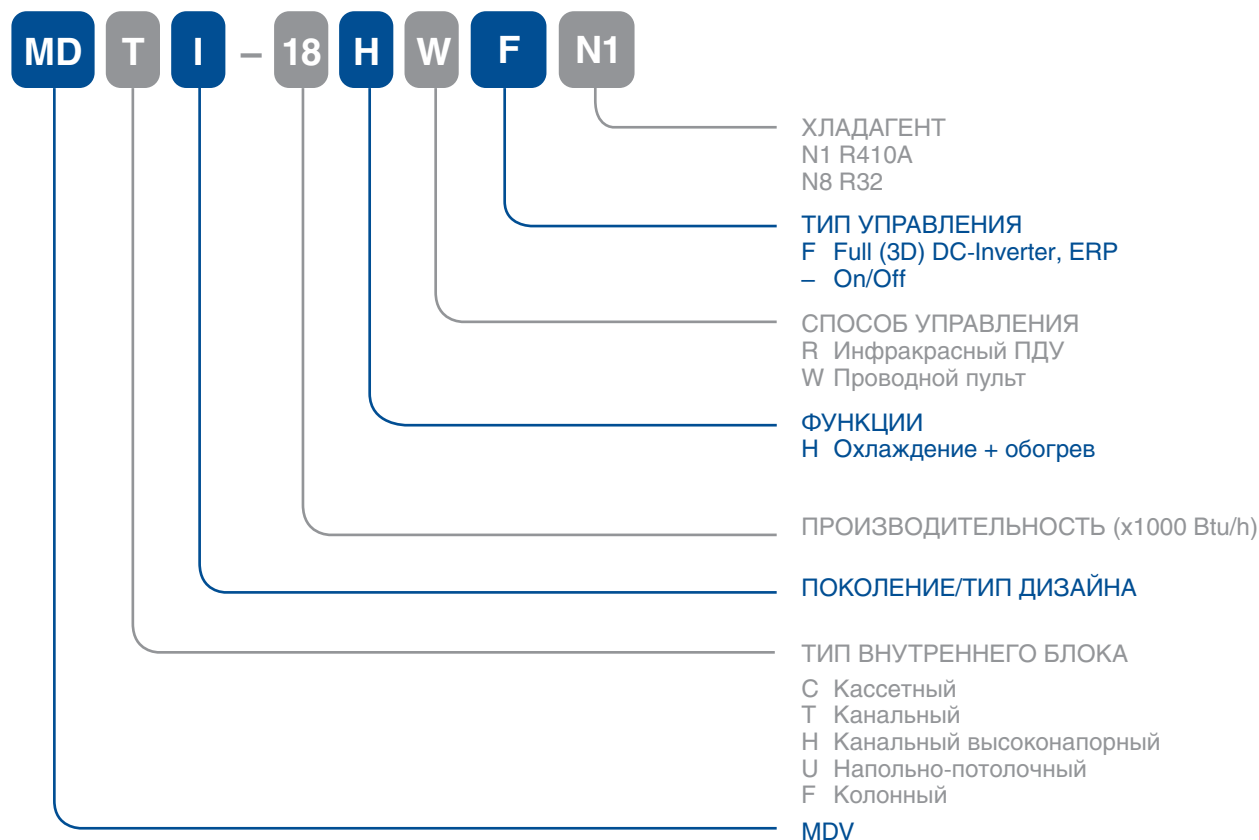 MD T I – 18 H W F N1
ХЛАДАГЕНТ
N1 R410A
N8 R32
ТИП УПРАВЛЕНИЯ
F Full (3D) DC-Inverter, ERP
– On/Off
СПОСОБ УПРАВЛЕНИЯ
R Инфракрасный ПДУ
W Проводной пульт
ФУНКЦИИ
H Охлаждение + обогрев
ПРОИЗВОДИТЕЛЬНОСТЬ (x1000 Btu/h)
ПОКОЛЕНИЕ/ТИП ДИЗАЙНА
ТИП ВНУТРЕННЕГО БЛОКА
C Кассетный
T Канальный
H Канальный высоконапорный
U Напольно-потолочный
F Колонный
MDV